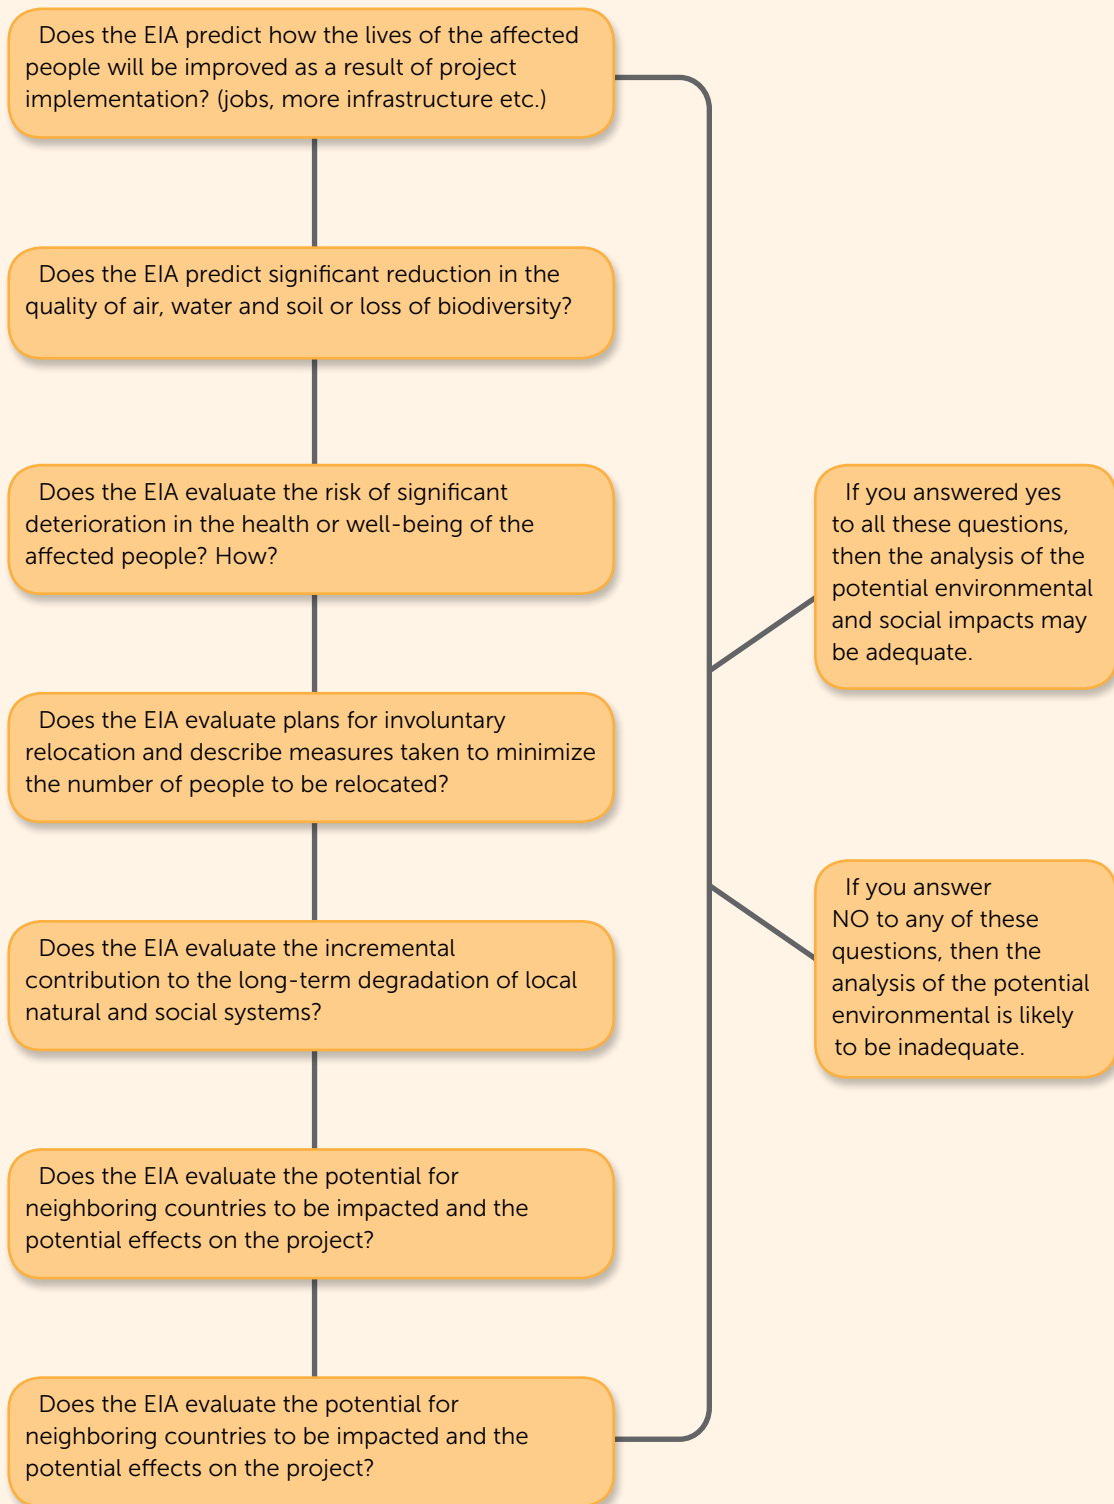 Does the EIA predict how the lives of the affected
people will be improved as a result of project
implementation? (jobs, more infrastructure etc.)
Does the EIA predict significant reduction in the
quality of air, water and soil or loss of biodiversity?
Does the EIA evaluate the risk of significant
deterioration in the health or well-being of the
affected people? How?
Does the EIA evaluate plans for involuntary
relocation and describe measures taken to minimize
the number of people to be relocated?
Does the EIA evaluate the incremental
contribution to the long-term degradation of local
natural and social systems?
Does the EIA evaluate the potential for
neighboring countries to be impacted and the
potential effects on the project?
Does the EIA evaluate the potential for
neighboring countries to be impacted and the
potential effects on the project?
If you answered yes
to all these questions,
then the analysis of the
potential environmental
and social impacts may
be adequate.
If you answer
NO to any of these
questions, then the
analysis of the potential
environmental is likely
to be inadequate.